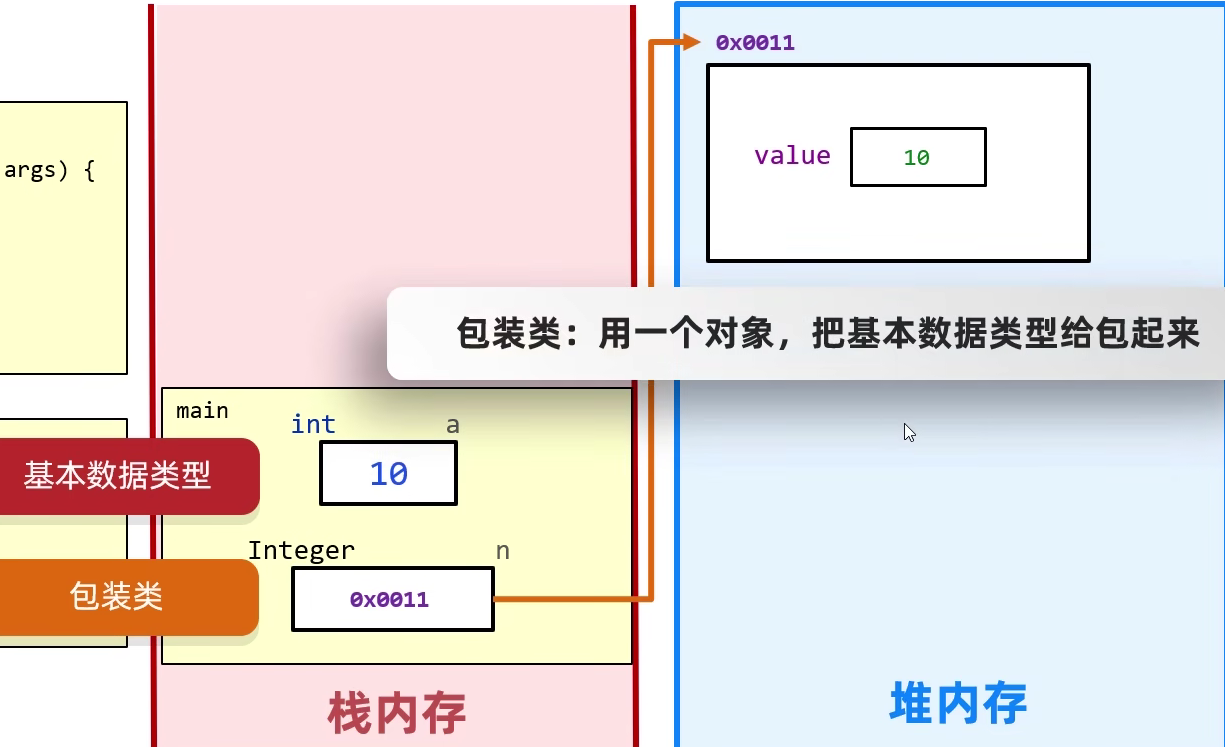 0x0011
value
10
args) {
包装类：用一个对象，把基本数据类型给包起来
main
int a
基本数据类型
10
Integer n
包装类
0x0011
栈内存
堆内存